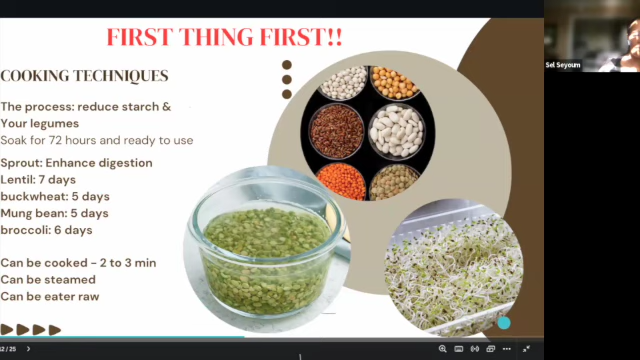 FIRST THING FIRST!!
COOKING TECHNIQUES
The process: reduce starch &
Your legumes
Soak for 72 hours and ready to use
Sprout: Enhance digestion
Lentil: 7 days
buckwheat: 5 days
Mung bean: 5 days
broccoli: 6 days
Can be cooked - 2 to 3 min
Can be steamed
Can be eater raw
Sel Seyoum
12 / 25